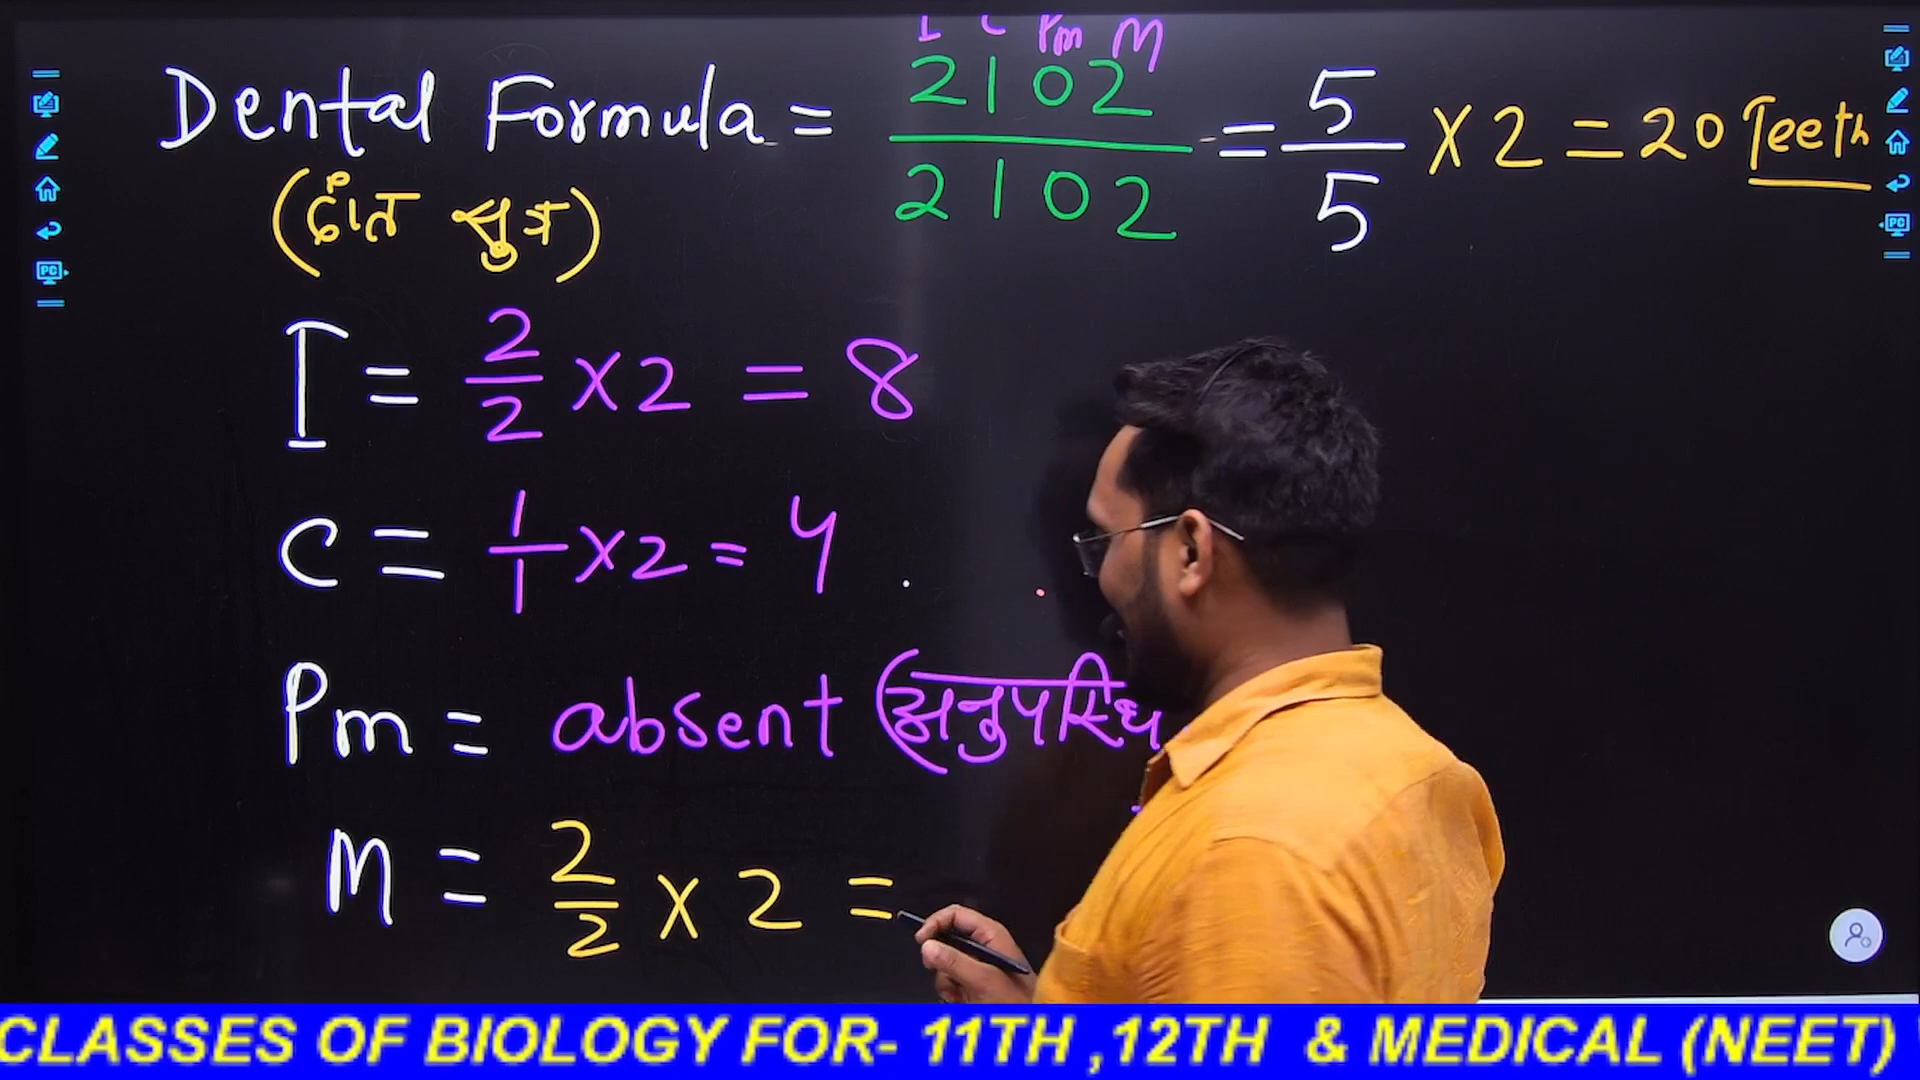 I C Pm M
Dental Formula = 2102/2102 = 5/5 × 2 = 20 Teeth
(दांत सुत्र)
I = 2/2 × 2 = 8
C = 1/1 × 2 = 4
Pm = absent (अनुपस्थि
M = 2/2 × 2 =
CLASSES OF BIOLOGY FOR- 11TH ,12TH & MEDICAL (NEET)